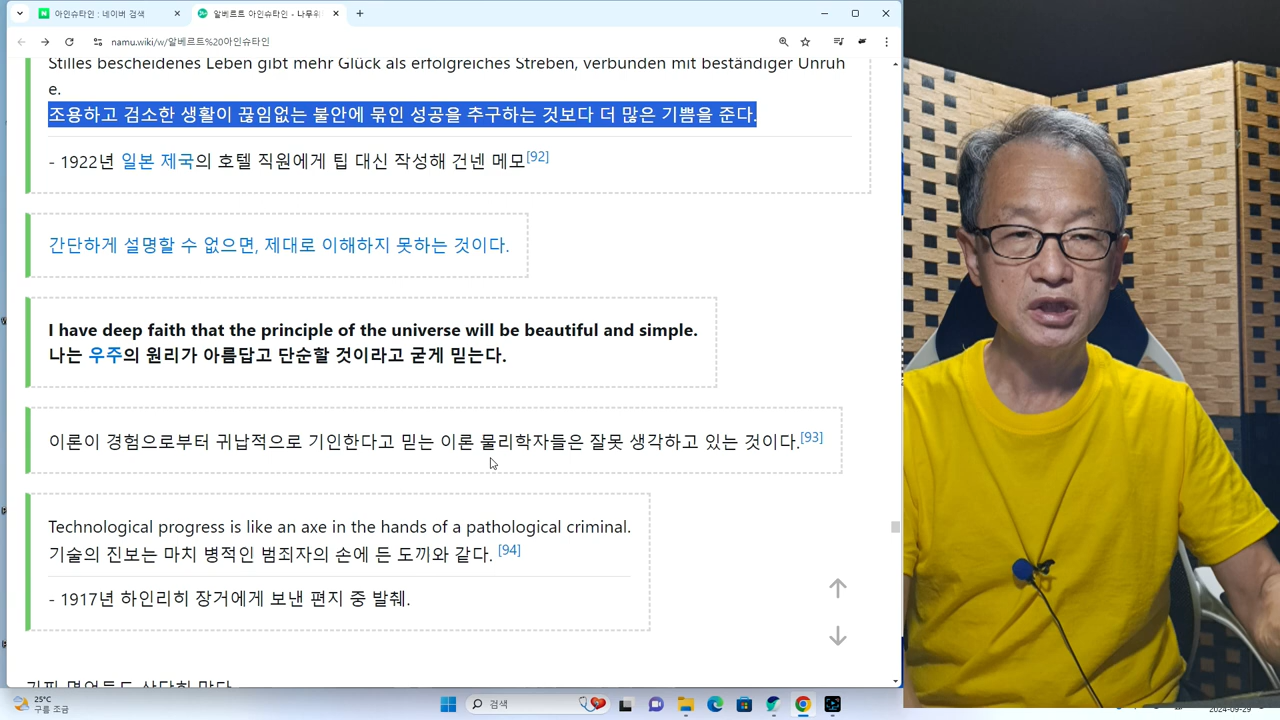 아인슈타인 : 네이버 검색
알베르트 아인슈타인 - 나무위
namu.wiki/w/알베르트%20아인슈타인
Stilles bescheidenes Leben gibt mehr Glück als erfolgreiches Streben, verbunden mit beständiger Unruh
e.
조용하고 검소한 생활이 끊임없는 불안에 묶인 성공을 추구하는 것보다 더 많은 기쁨을 준다.
- 1922년 일본 제국의 호텔 직원에게 팁 대신 작성해 건넨 메모[92]
간단하게 설명할 수 없으면, 제대로 이해하지 못하는 것이다.
I have deep faith that the principle of the universe will be beautiful and simple.
나는 우주의 원리가 아름답고 단순할 것이라고 굳게 믿는다.
이론이 경험으로부터 귀납적으로 기인한다고 믿는 이론 물리학자들은 잘못 생각하고 있는 것이다.[93]
Technological progress is like an axe in the hands of a pathological criminal.
기술의 진보는 마치 병적인 범죄자의 손에 든 도끼와 같다. [94]
- 1917년 하인리히 장거에게 보낸 편지 중 발췌.
25°C
구름 조금
검색
2024-09-29